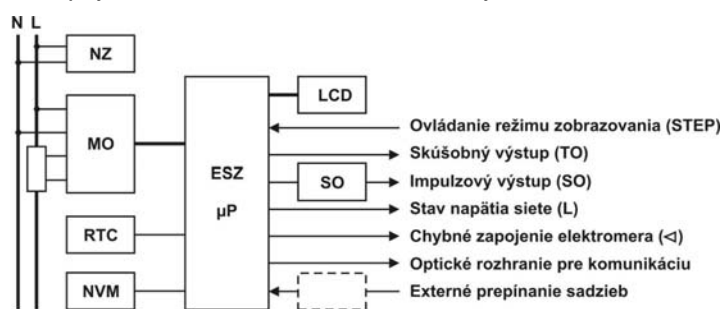 N L
NZ
LCD
Ovládanie režimu zobrazovania (STEP)
MO
Skúšobný výstup (TO)
ESZ
SO
Impulzový výstup (SO)
µP
Stav napätia siete (L)
RTC
Chybné zapojenie elektromera (⊲)
Optické rozhranie pre komunikáciu
NVM
Externé prepínanie sadzieb